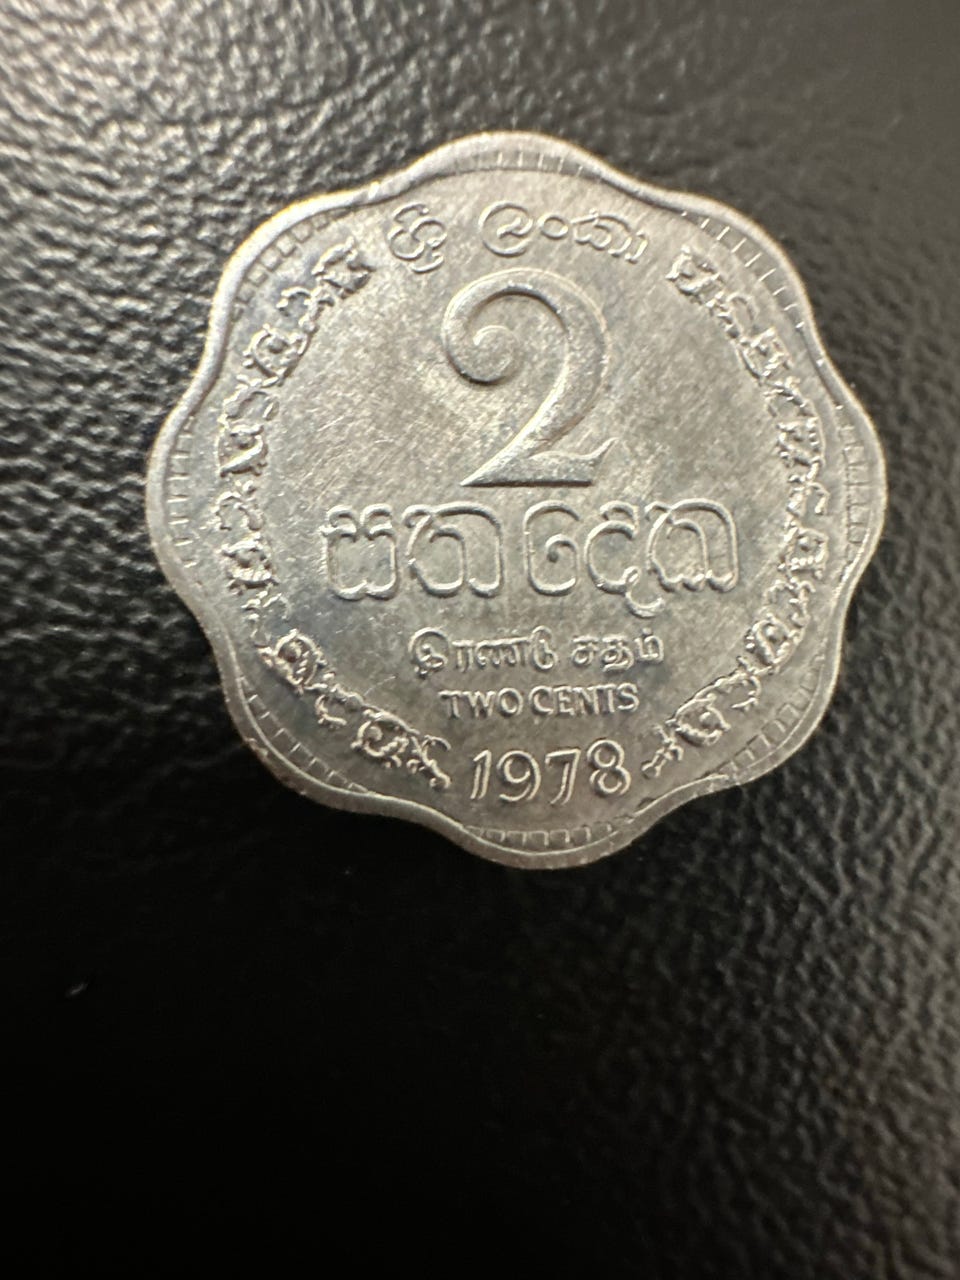 ශ්‍රී ලංකා
2
සත දෙක
இரண்டு சதம்
TWO CENTS
1978